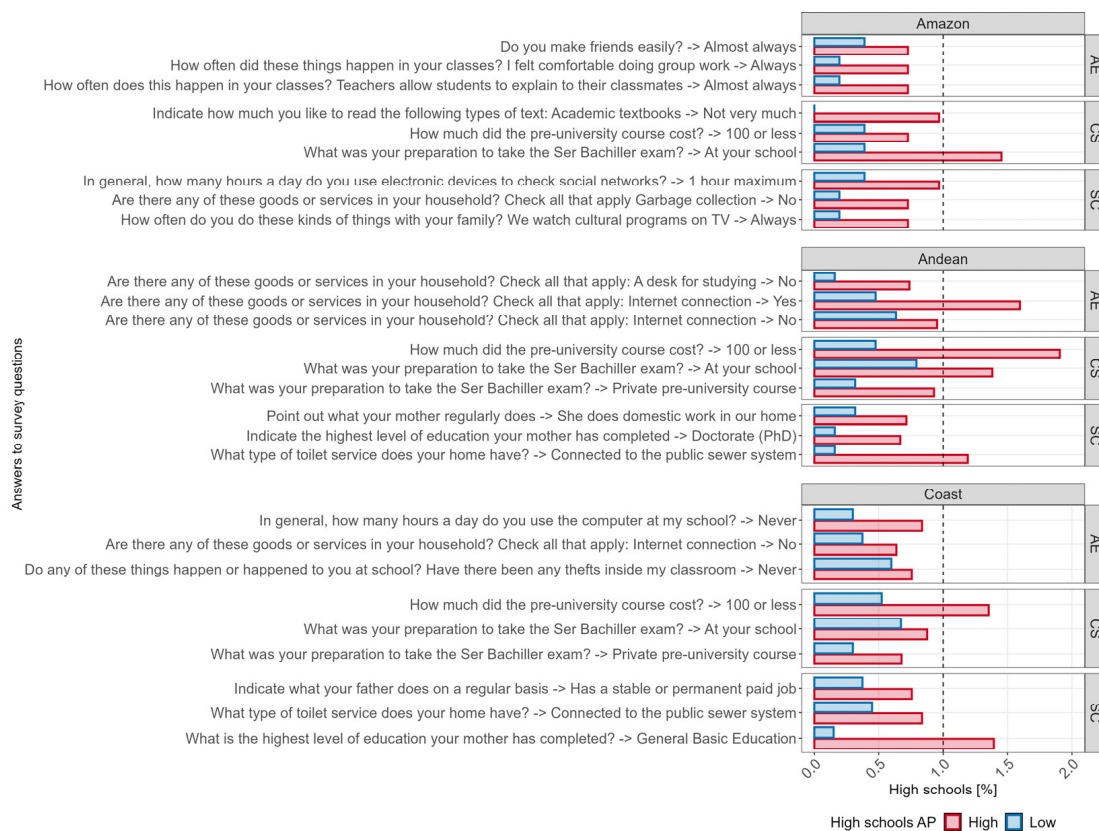 Amazon
Do you make friends easily? -> Almost always
How often did these things happen in your classes? I felt comfortable doing group work -> Always
How often does this happen in your classes? Teachers allow students to explain to their classmates -> Almost always
AE
Indicate how much you like to read the following types of text: Academic textbooks -> Not very much
How much did the pre-university course cost? -> 100 or less
What was your preparation to take the Ser Bachiller exam? -> At your school
CS
In general, how many hours a day do you use electronic devices to check social networks? -> 1 hour maximum
Are there any of these goods or services in your household? Check all that apply Garbage collection -> No
How often do you do these kinds of things with your family? We watch cultural programs on TV -> Always
SC
Andean
Are there any of these goods or services in your household? Check all that apply: A desk for studying -> No
Are there any of these goods or services in your household? Check all that apply: Internet connection -> Yes
Are there any of these goods or services in your household? Check all that apply: Internet connection -> No
AE
How much did the pre-university course cost? -> 100 or less
What was your preparation to take the Ser Bachiller exam? -> At your school
What was your preparation to take the Ser Bachiller exam? -> Private pre-university course
CS
Point out what your mother regularly does -> She does domestic work in our home
Indicate the highest level of education your mother has completed -> Doctorate (PhD)
What type of toilet service does your home have? -> Connected to the public sewer system
SC
Answers to survey questions
Coast
In general, how many hours a day do you use the computer at my school? -> Never
Are there any of these goods or services in your household? Check all that apply: Internet connection -> No
Do any of these things happen or happened to you at school? Have there been any thefts inside my classroom -> Never
AE
How much did the pre-university course cost? -> 100 or less
What was your preparation to take the Ser Bachiller exam? -> At your school
What was your preparation to take the Ser Bachiller exam? -> Private pre-university course
CS
Indicate what your father does on a regular basis -> Has a stable or permanent paid job
What type of toilet service does your home have? -> Connected to the public sewer system
What is the highest level of education your mother has completed? -> General Basic Education
SC
0.0 0.5 1.0 1.5 2.0
High schools [%]
High schools AP High Low